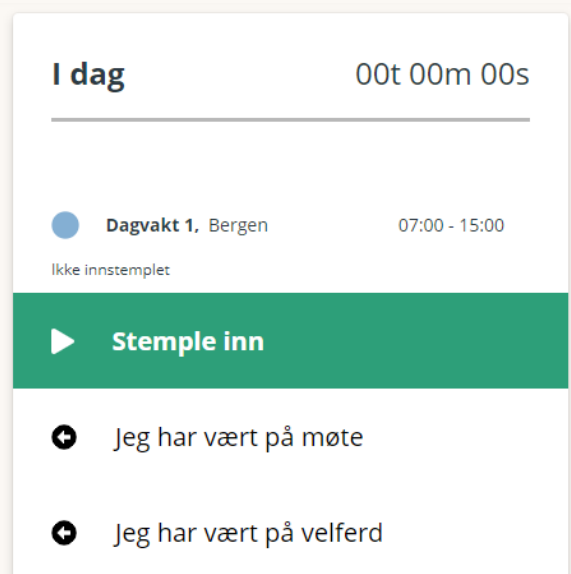 I dag 00t 00m 00s
Dagvakt 1, Bergen 07:00 - 15:00
Ikke innstemplet
Stemple inn
Jeg har vært på møte
Jeg har vært på velferd